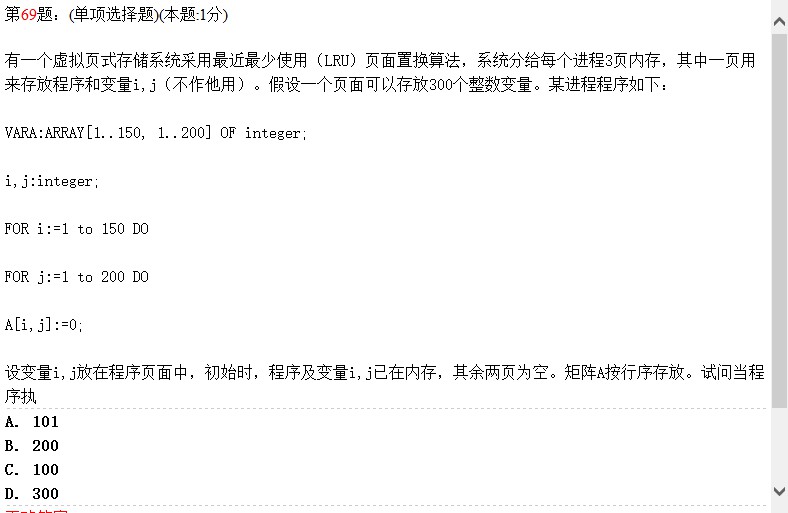 第69题：(单项选择题)(本题:1分)
有一个虚拟页式存储系统采用最近最少使用（LRU）页面置换算法，系统分给每个进程3页内存，其中一页用
来存放程序和变量i,j（不作他用）。假设一个页面可以存放300个整数变量。某进程程序如下：
VARA:ARRAY[1..150, 1..200] OF integer;
i,j:integer;
FOR i:=1 to 150 DO
FOR j:=1 to 200 DO
A[i,j]:=0;
设变量i,j放在程序页面中，初始时，程序及变量i,j已在内存，其余两页为空。矩阵A按行序存放。试问当程
序执
A. 101
B. 200
C. 100
D. 300